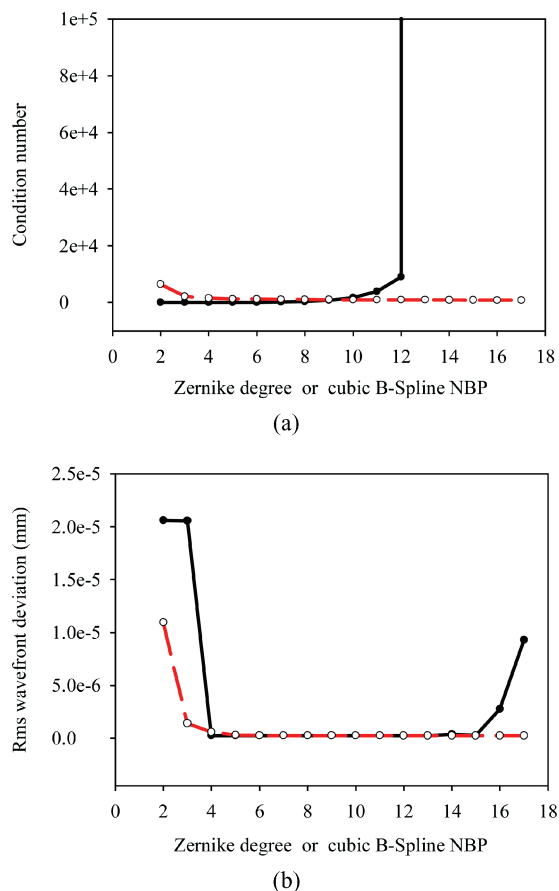 1e+5
8e+4
6e+4
4e+4
2e+4
0
Condition number
0 2 4 6 8 10 12 14 16 18
Zernike degree or cubic B-Spline NBP
(a)
2.5e-5
2.0e-5
1.5e-5
1.0e-5
5.0e-6
0.0
Rms wavefront deviation (mm)
0 2 4 6 8 10 12 14 16 18
Zernike degree or cubic B-Spline NBP
(b)